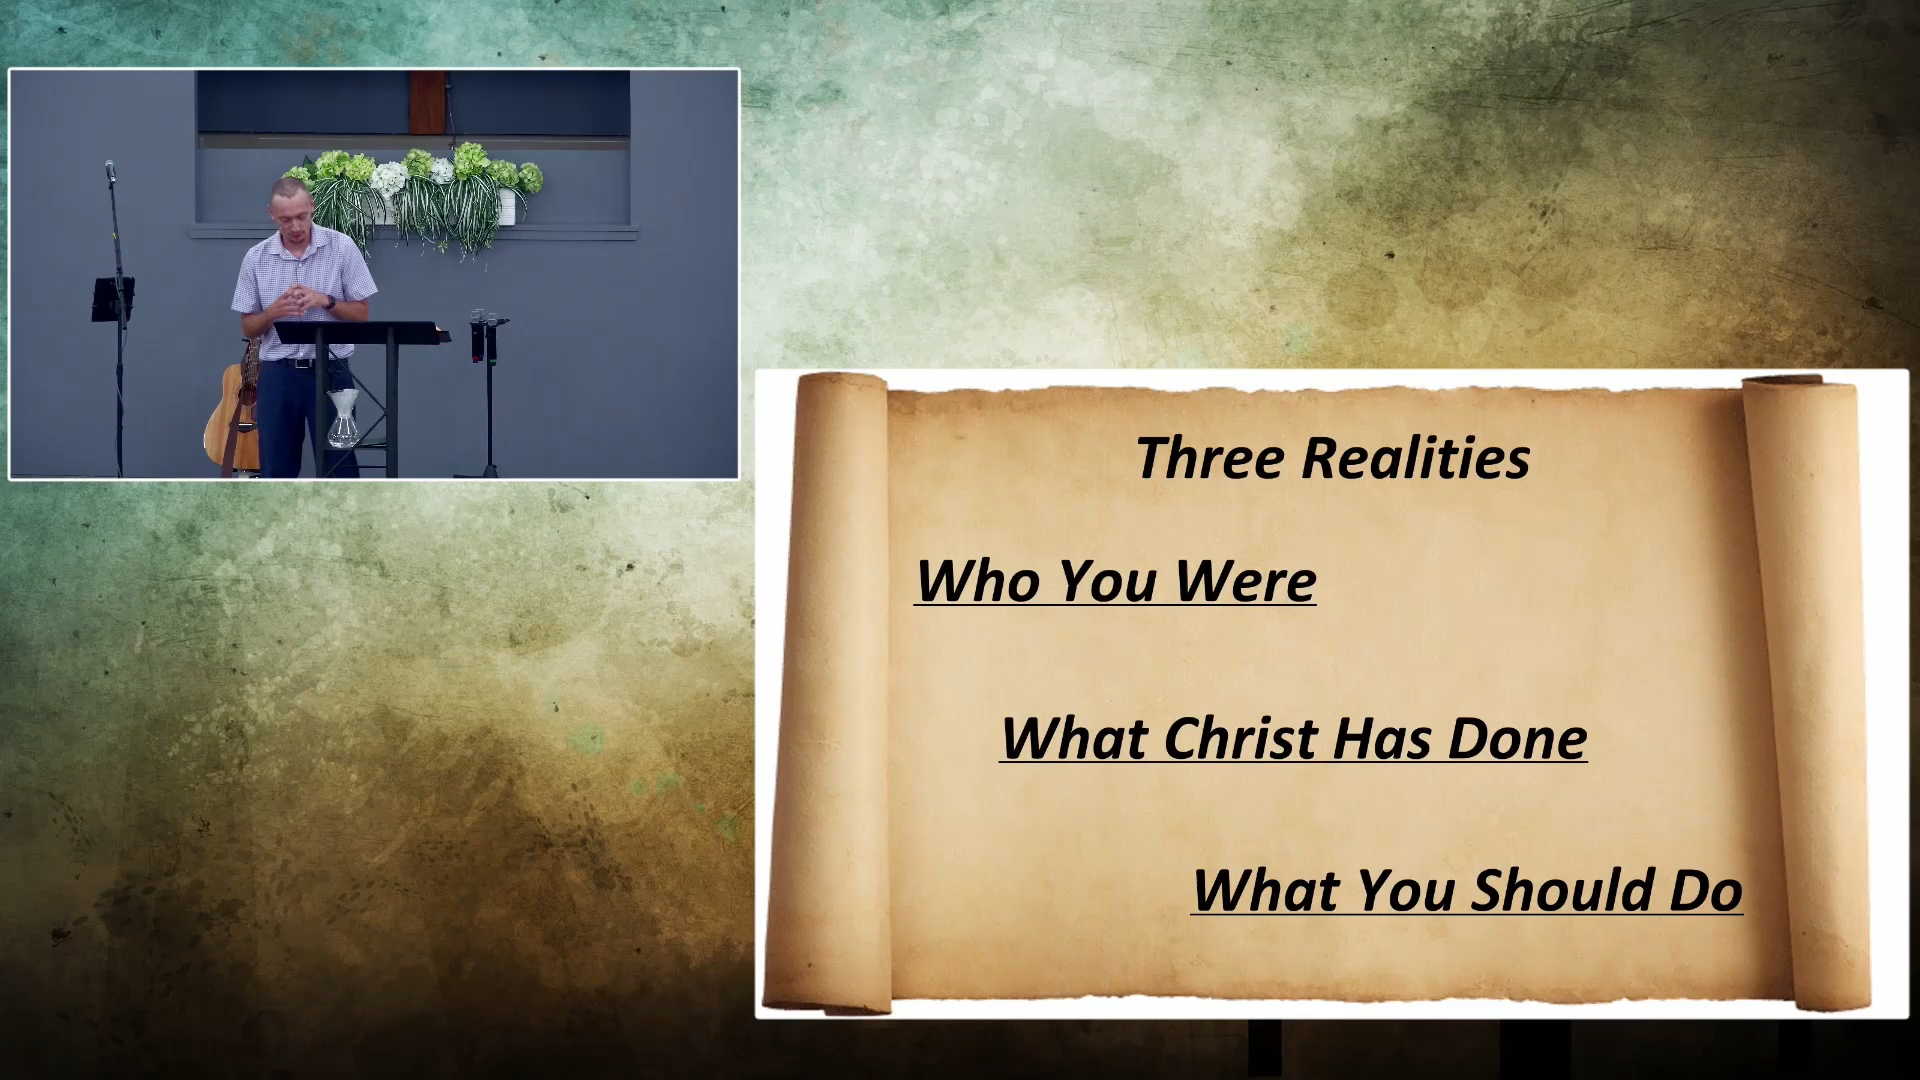 Three Realities
Who You Were
What Christ Has Done
What You Should Do